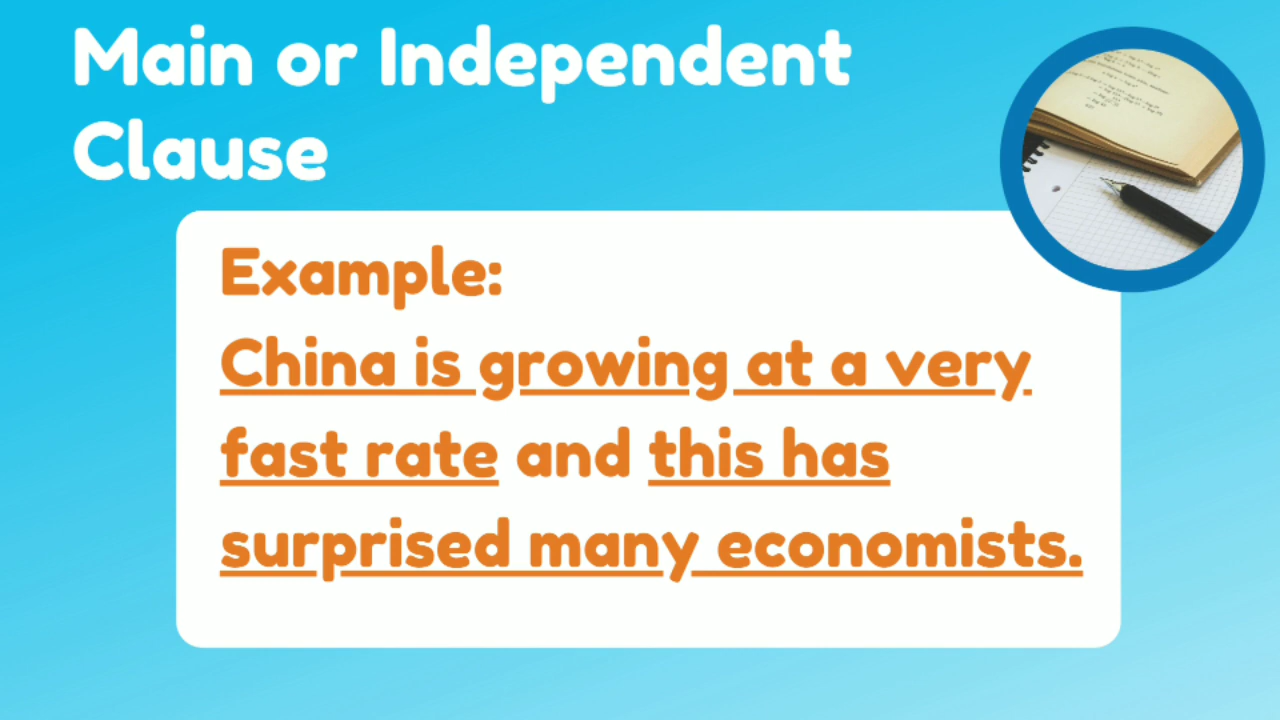 Main or Independent
Clause
Example:
China is growing at a very
fast rate and this has
surprised many economists.